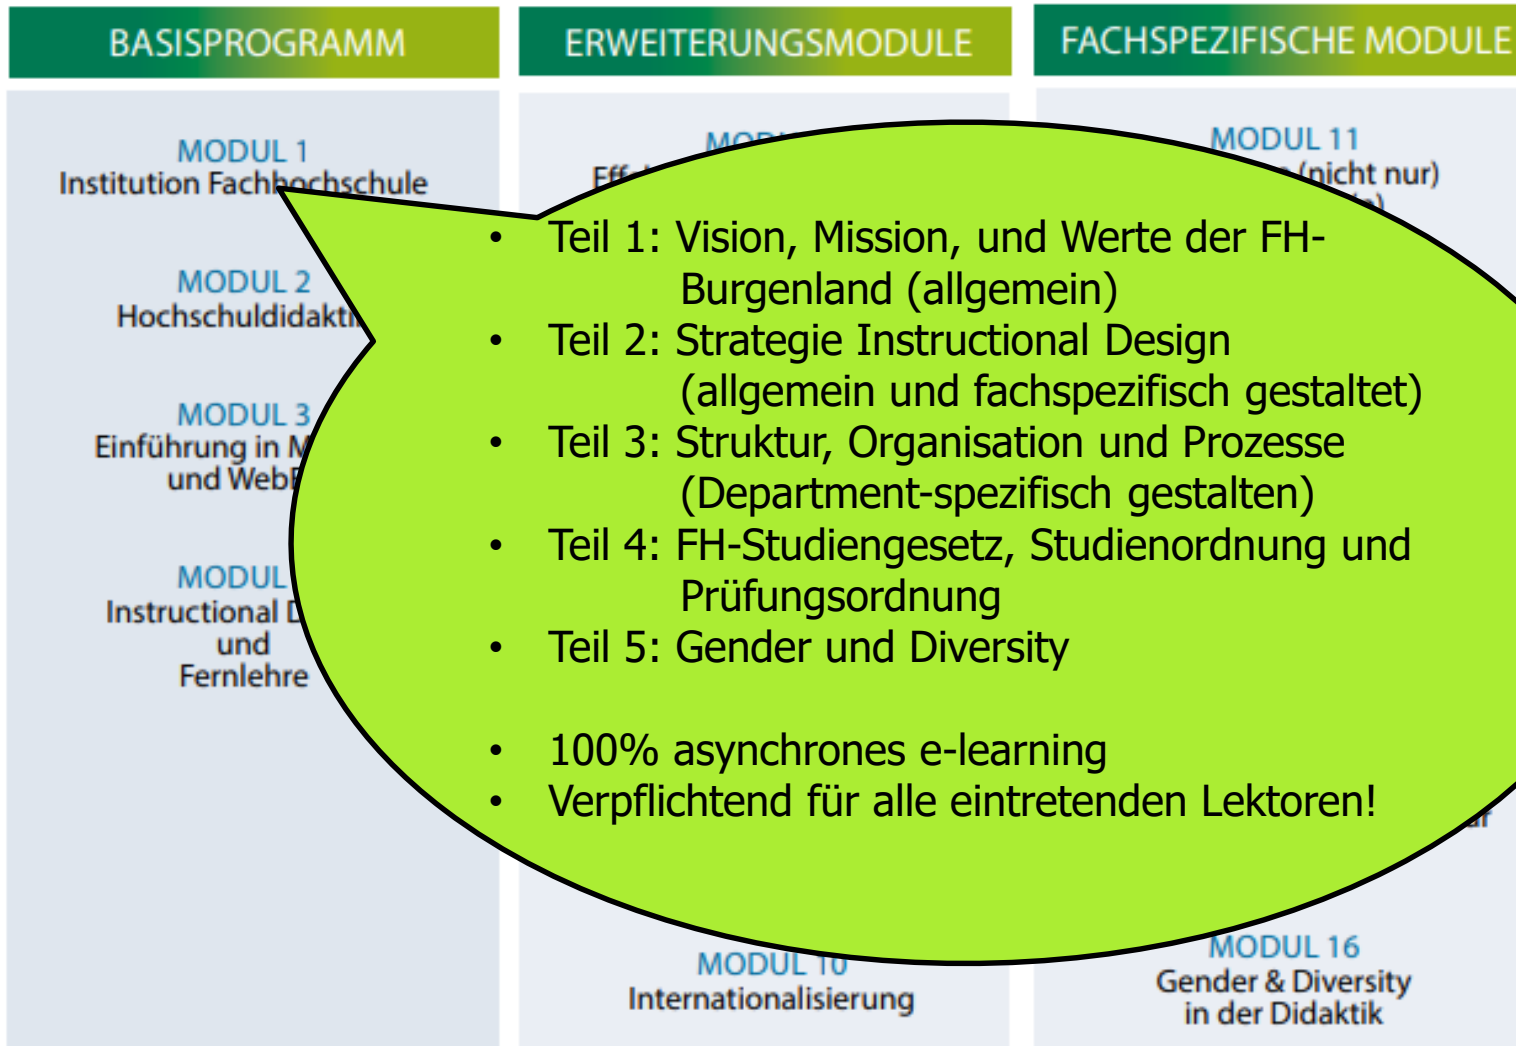 BASISPROGRAMM
MODUL 1
Institution Fachhochschule
MODUL 2
MODUL 3
Einführung in
und
MODUL
Instructional
und
Fernlehre
ERWEITERUNGSMODULE
MODUL 10
Internationalisierung
FACHSPEZIFISCHE MODULE
MODUL 11
(nicht nur)
MODUL 16
Gender & Diversity
in der Didaktik
• Teil 1: Vision, Mission, und Werte der FH-
Burgenland (allgemein)
• Teil 2: Strategie Instructional Design
(allgemein und fachspezifisch gestaltet)
• Teil 3: Struktur, Organisation und Prozesse
(Department-spezifisch gestalten)
• Teil 4: FH-Studiengesetz, Studienordnung und
Prüfungsordnung
• Teil 5: Gender und Diversity
• 100% asynchrones e-learning
• Verpflichtend für alle eintretenden Lektoren!